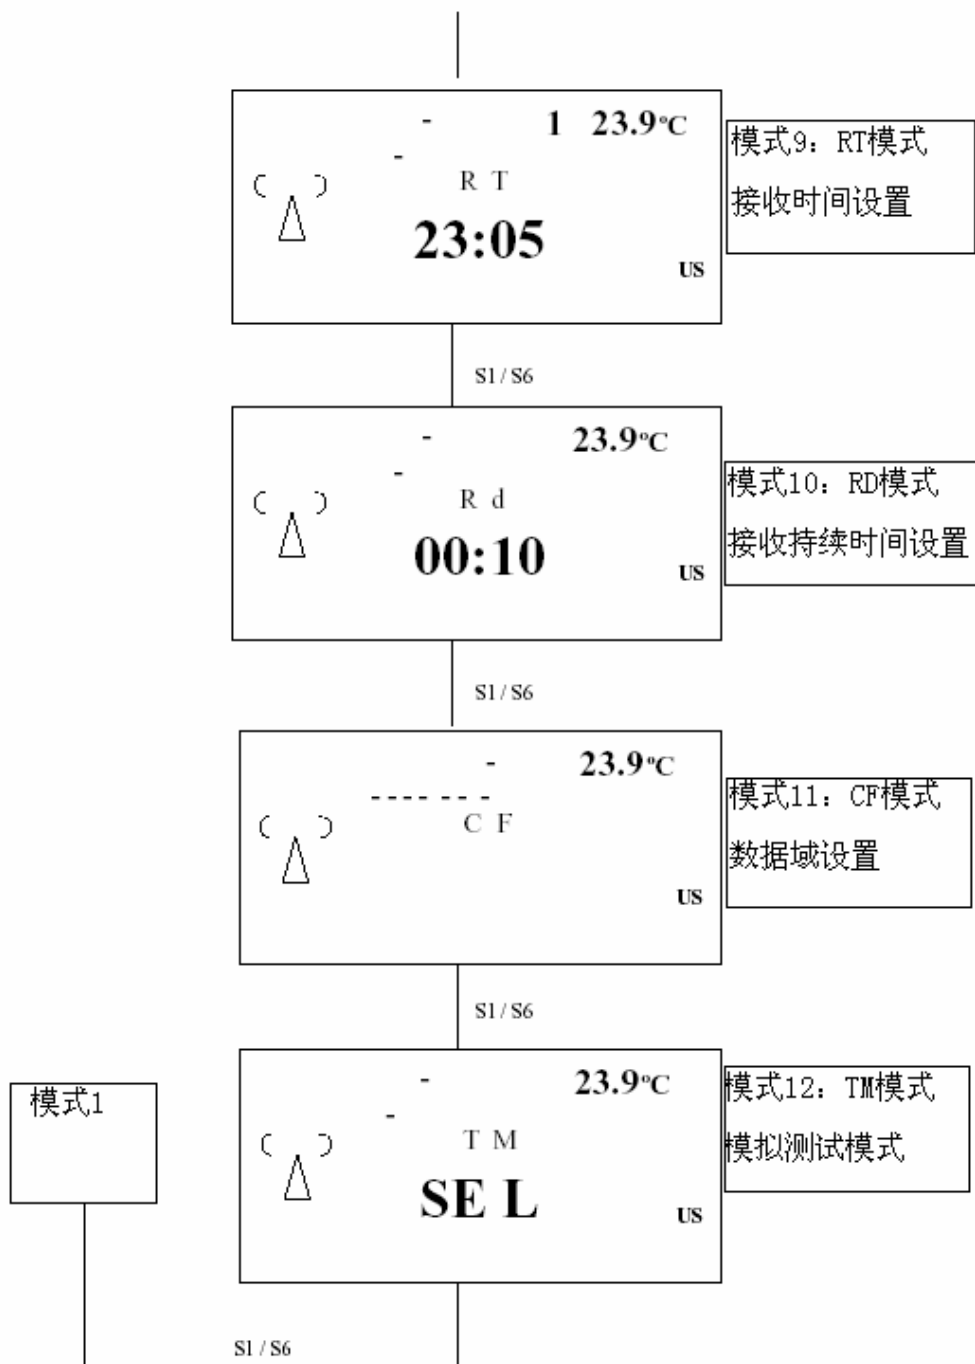 - 1 23.9℃
-
R T
23:05
US
模式9：RT模式
接收时间设置
S1 / S6
- 23.9℃
-
R d
00:10
US
模式10：RD模式
接收持续时间设置
S1 / S6
- 23.9℃
---- - - -
C F
US
模式11：CF模式
数据域设置
S1 / S6
- 23.9℃
-
T M
SE L
US
模式12：TM模式
模拟测试模式
模式1
S1 / S6